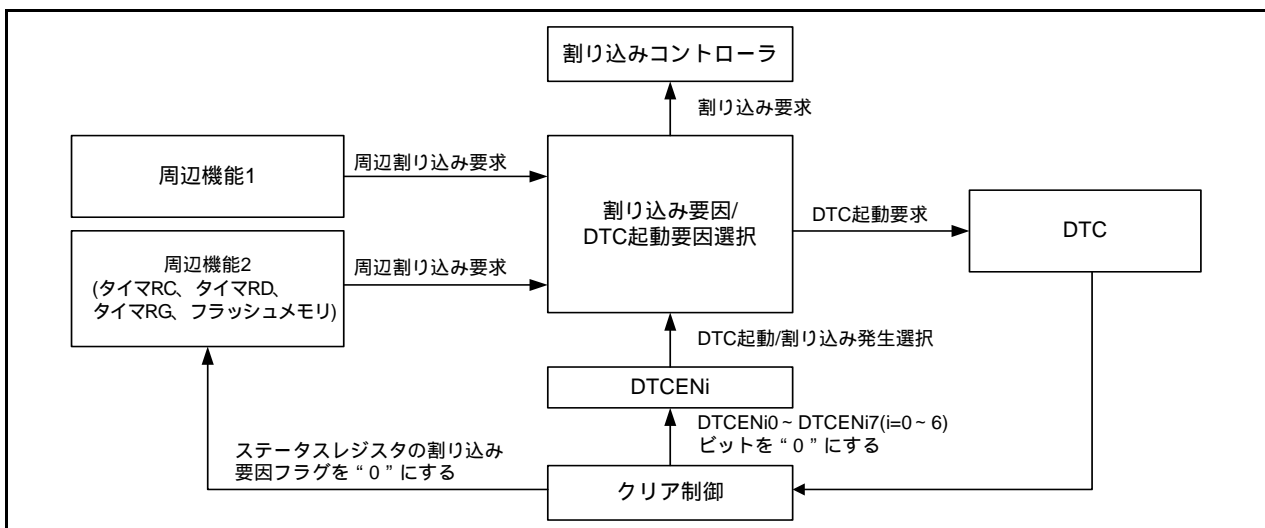 割り込みコントローラ
割り込み要求
周辺機能1
周辺割り込み要求
割り込み要因/
DTC起動要因選択
DTC起動要求
DTC
周辺機能2
(タイマRC、タイマRD、
タイマRG、フラッシュメモリ)
周辺割り込み要求
DTC起動/割り込み発生選択
DTCENi
DTCENi0~DTCENi7(i=0~6)
ビットを“0”にする
ステータスレジスタの割り込み
要因フラグを“0”にする
クリア制御